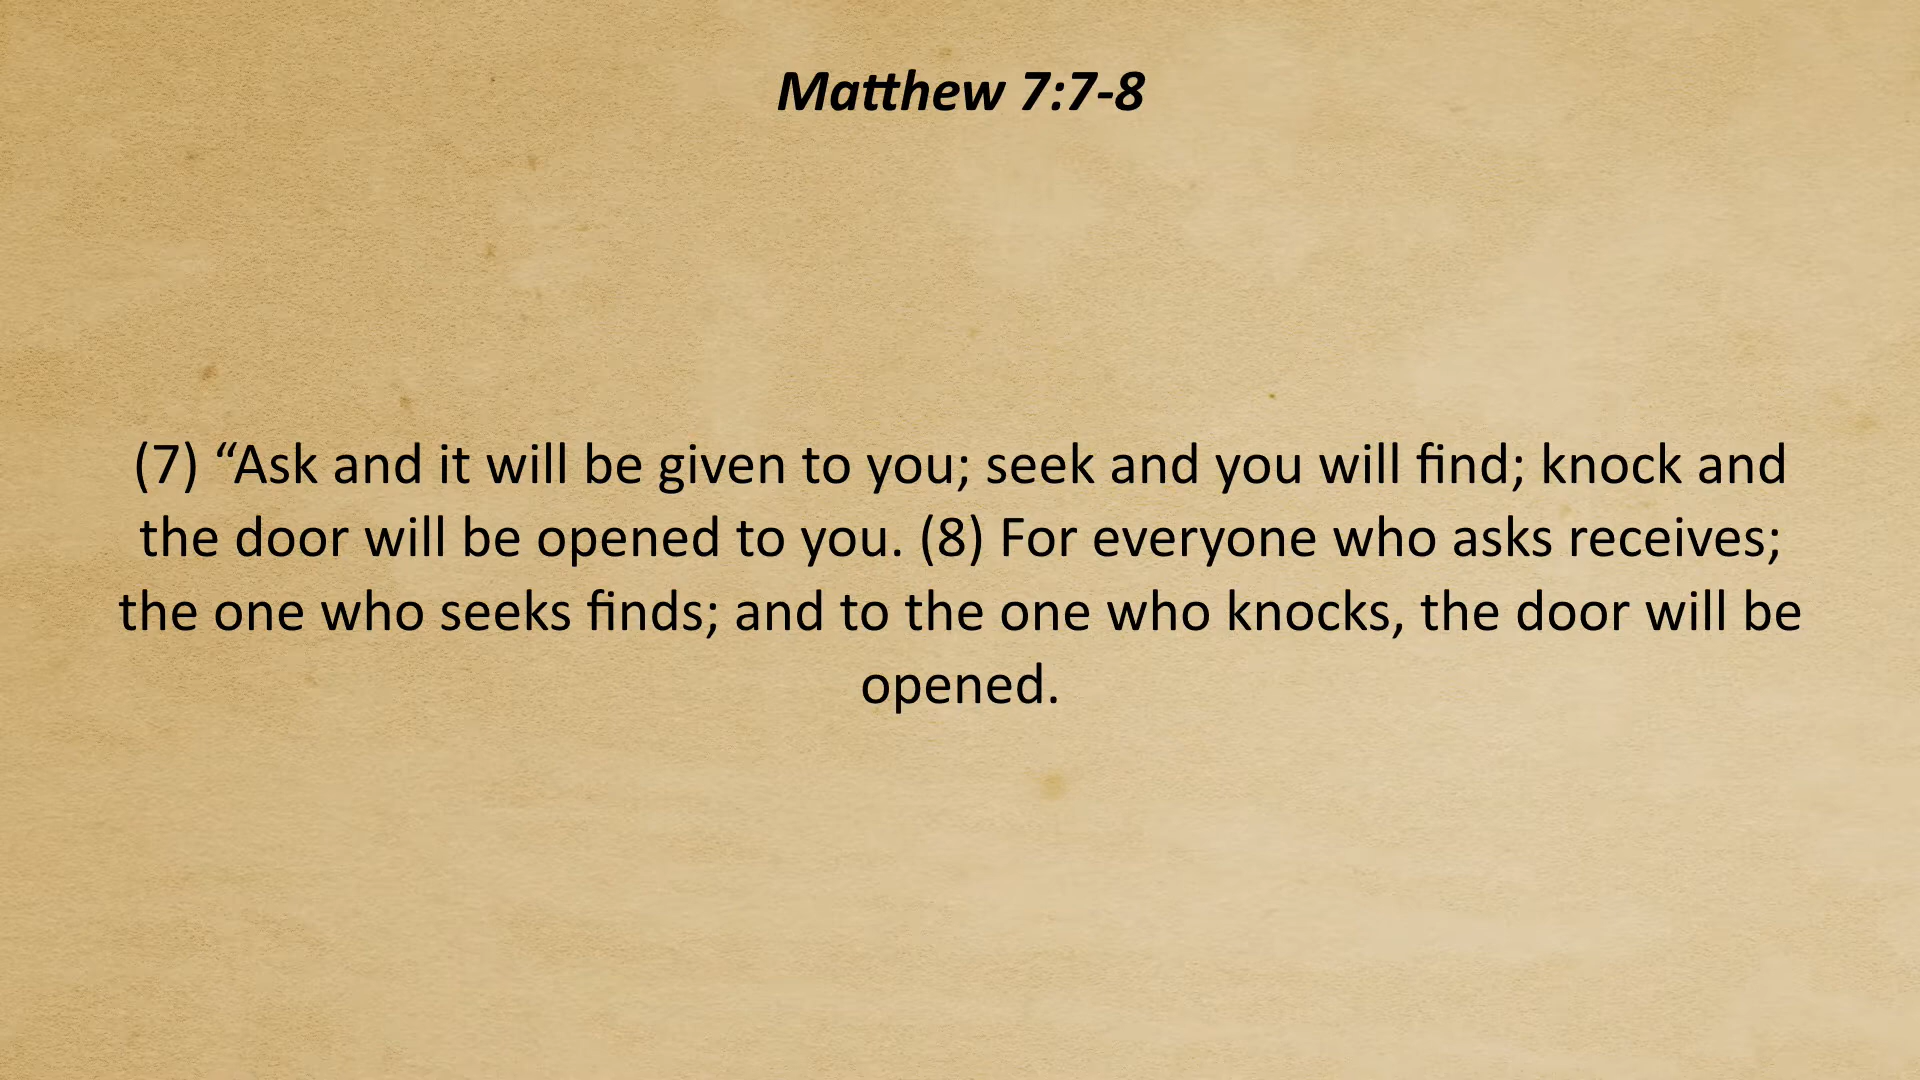 Matthew 7:7-8
(7) “Ask and it will be given to you; seek and you will find; knock and
the door will be opened to you. (8) For everyone who asks receives;
the one who seeks finds; and to the one who knocks, the door will be
opened.